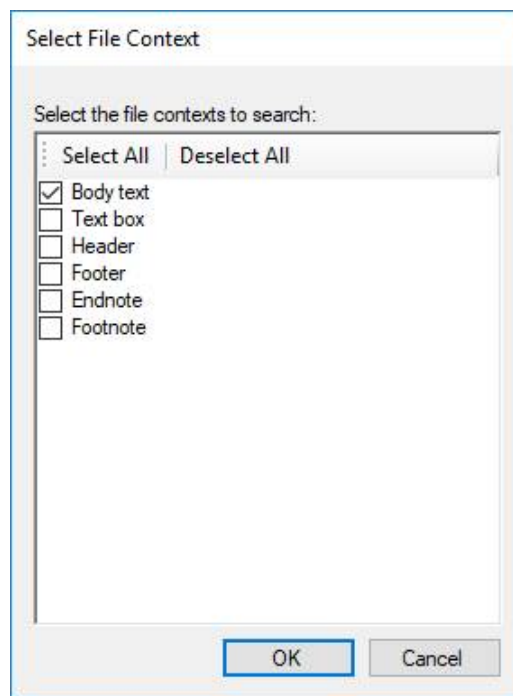 Select File Context
Select the file contexts to search:
Select All Deselect All
Body text
Text box
Header
Footer
Endnote
Footnote
OK Cancel